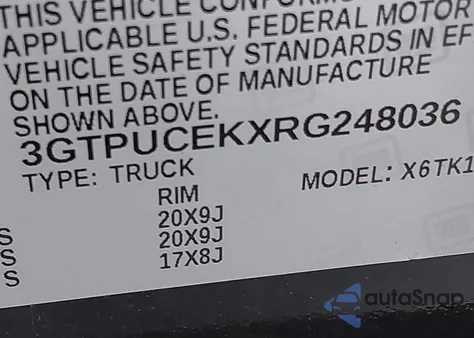 THIS VEHICLE
APPLICABLE U.S. FEDERAL MOTOR
VEHICLE SAFETY STANDARDS IN EF
ON THE DATE OF MANUFACTURE
SHOWN ABOVE.
3GTPUCEKXRG248036
TYPE: TRUCK
MODEL: X6TK1
RIM
20X9J
S 20X9J
S 17X8J
S
autoSnap